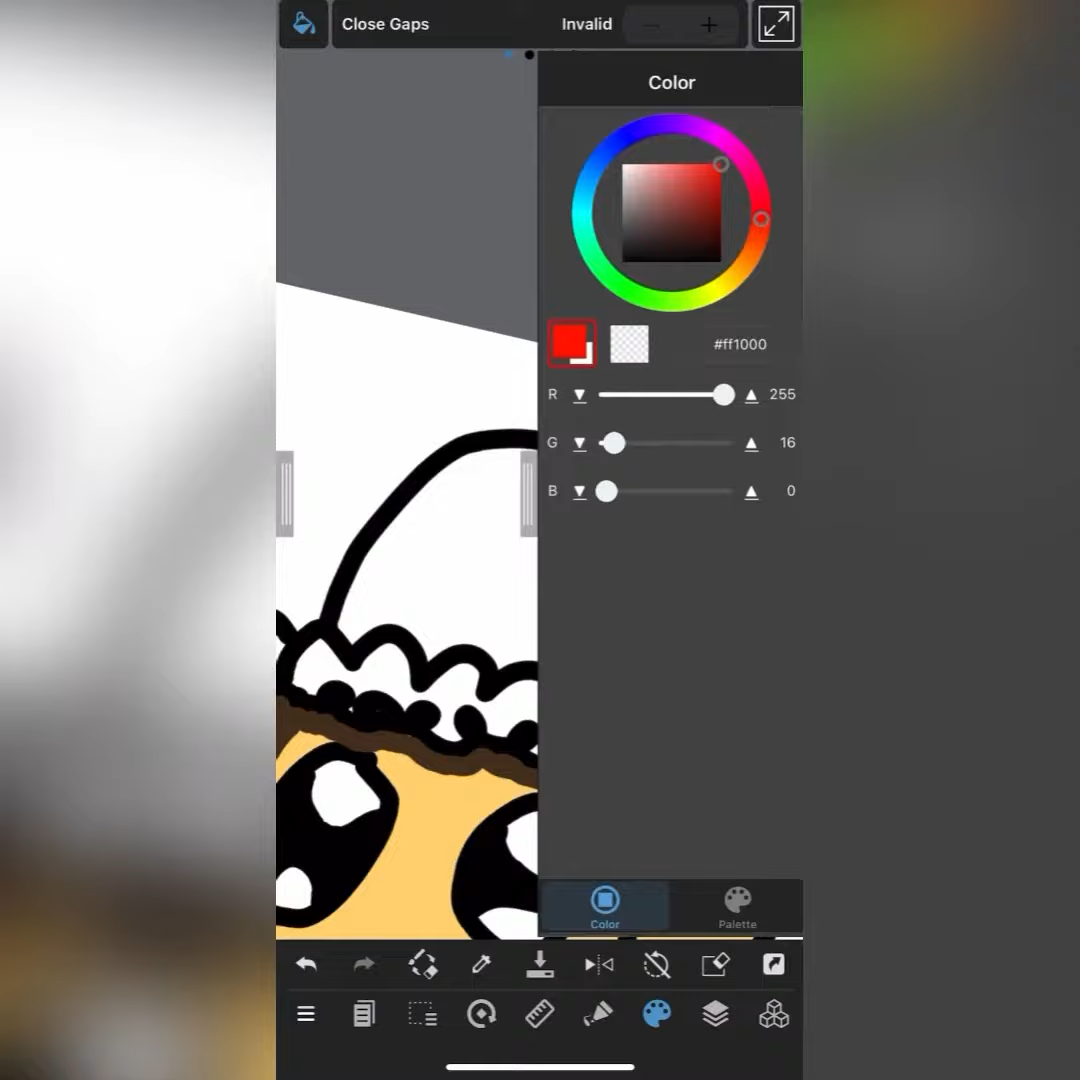 Close Gaps Invalid − +
Color
#ff1000
R 255
G 16
B 0
Color Palette